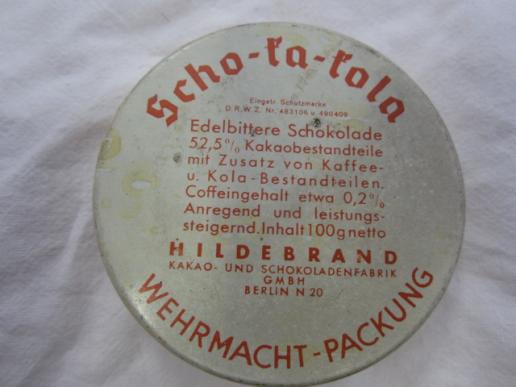 Scho-ka-kola
Eingetr. Schutzmarke
D.R.W.Z. Nr. 483106 u. 490409
Edelbittere Schokolade
52,5% Kakaobestandteile
mit Zusatz von Kaffee-
u. Kola-Bestandteilen.
Coffeingehalt etwa 0,2%
Anregend und leistungs-
steigernd. Inhalt 100g netto
HILDEBRAND
KAKAO- UND SCHOKOLADENFABRIK
GMBH
BERLIN N 20
WEHRMACHT-PACKUNG